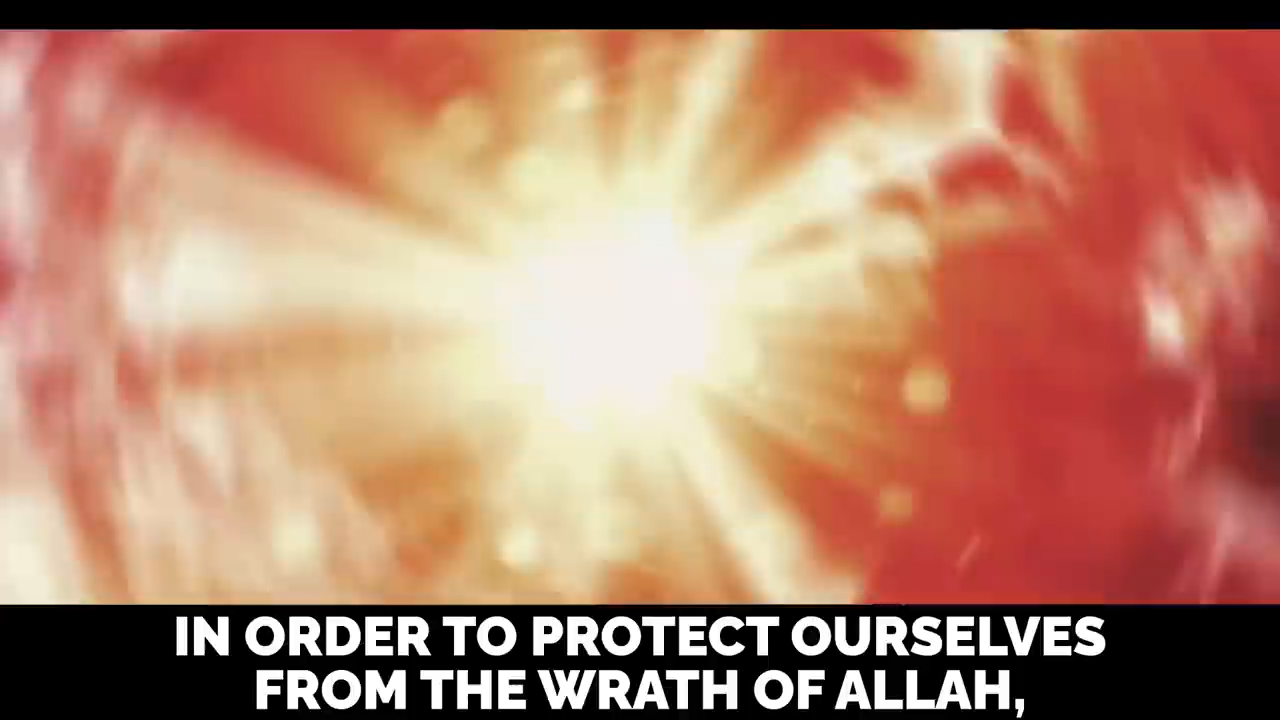 IN ORDER TO PROTECT OURSELVES
FROM THE WRATH OF ALLAH,